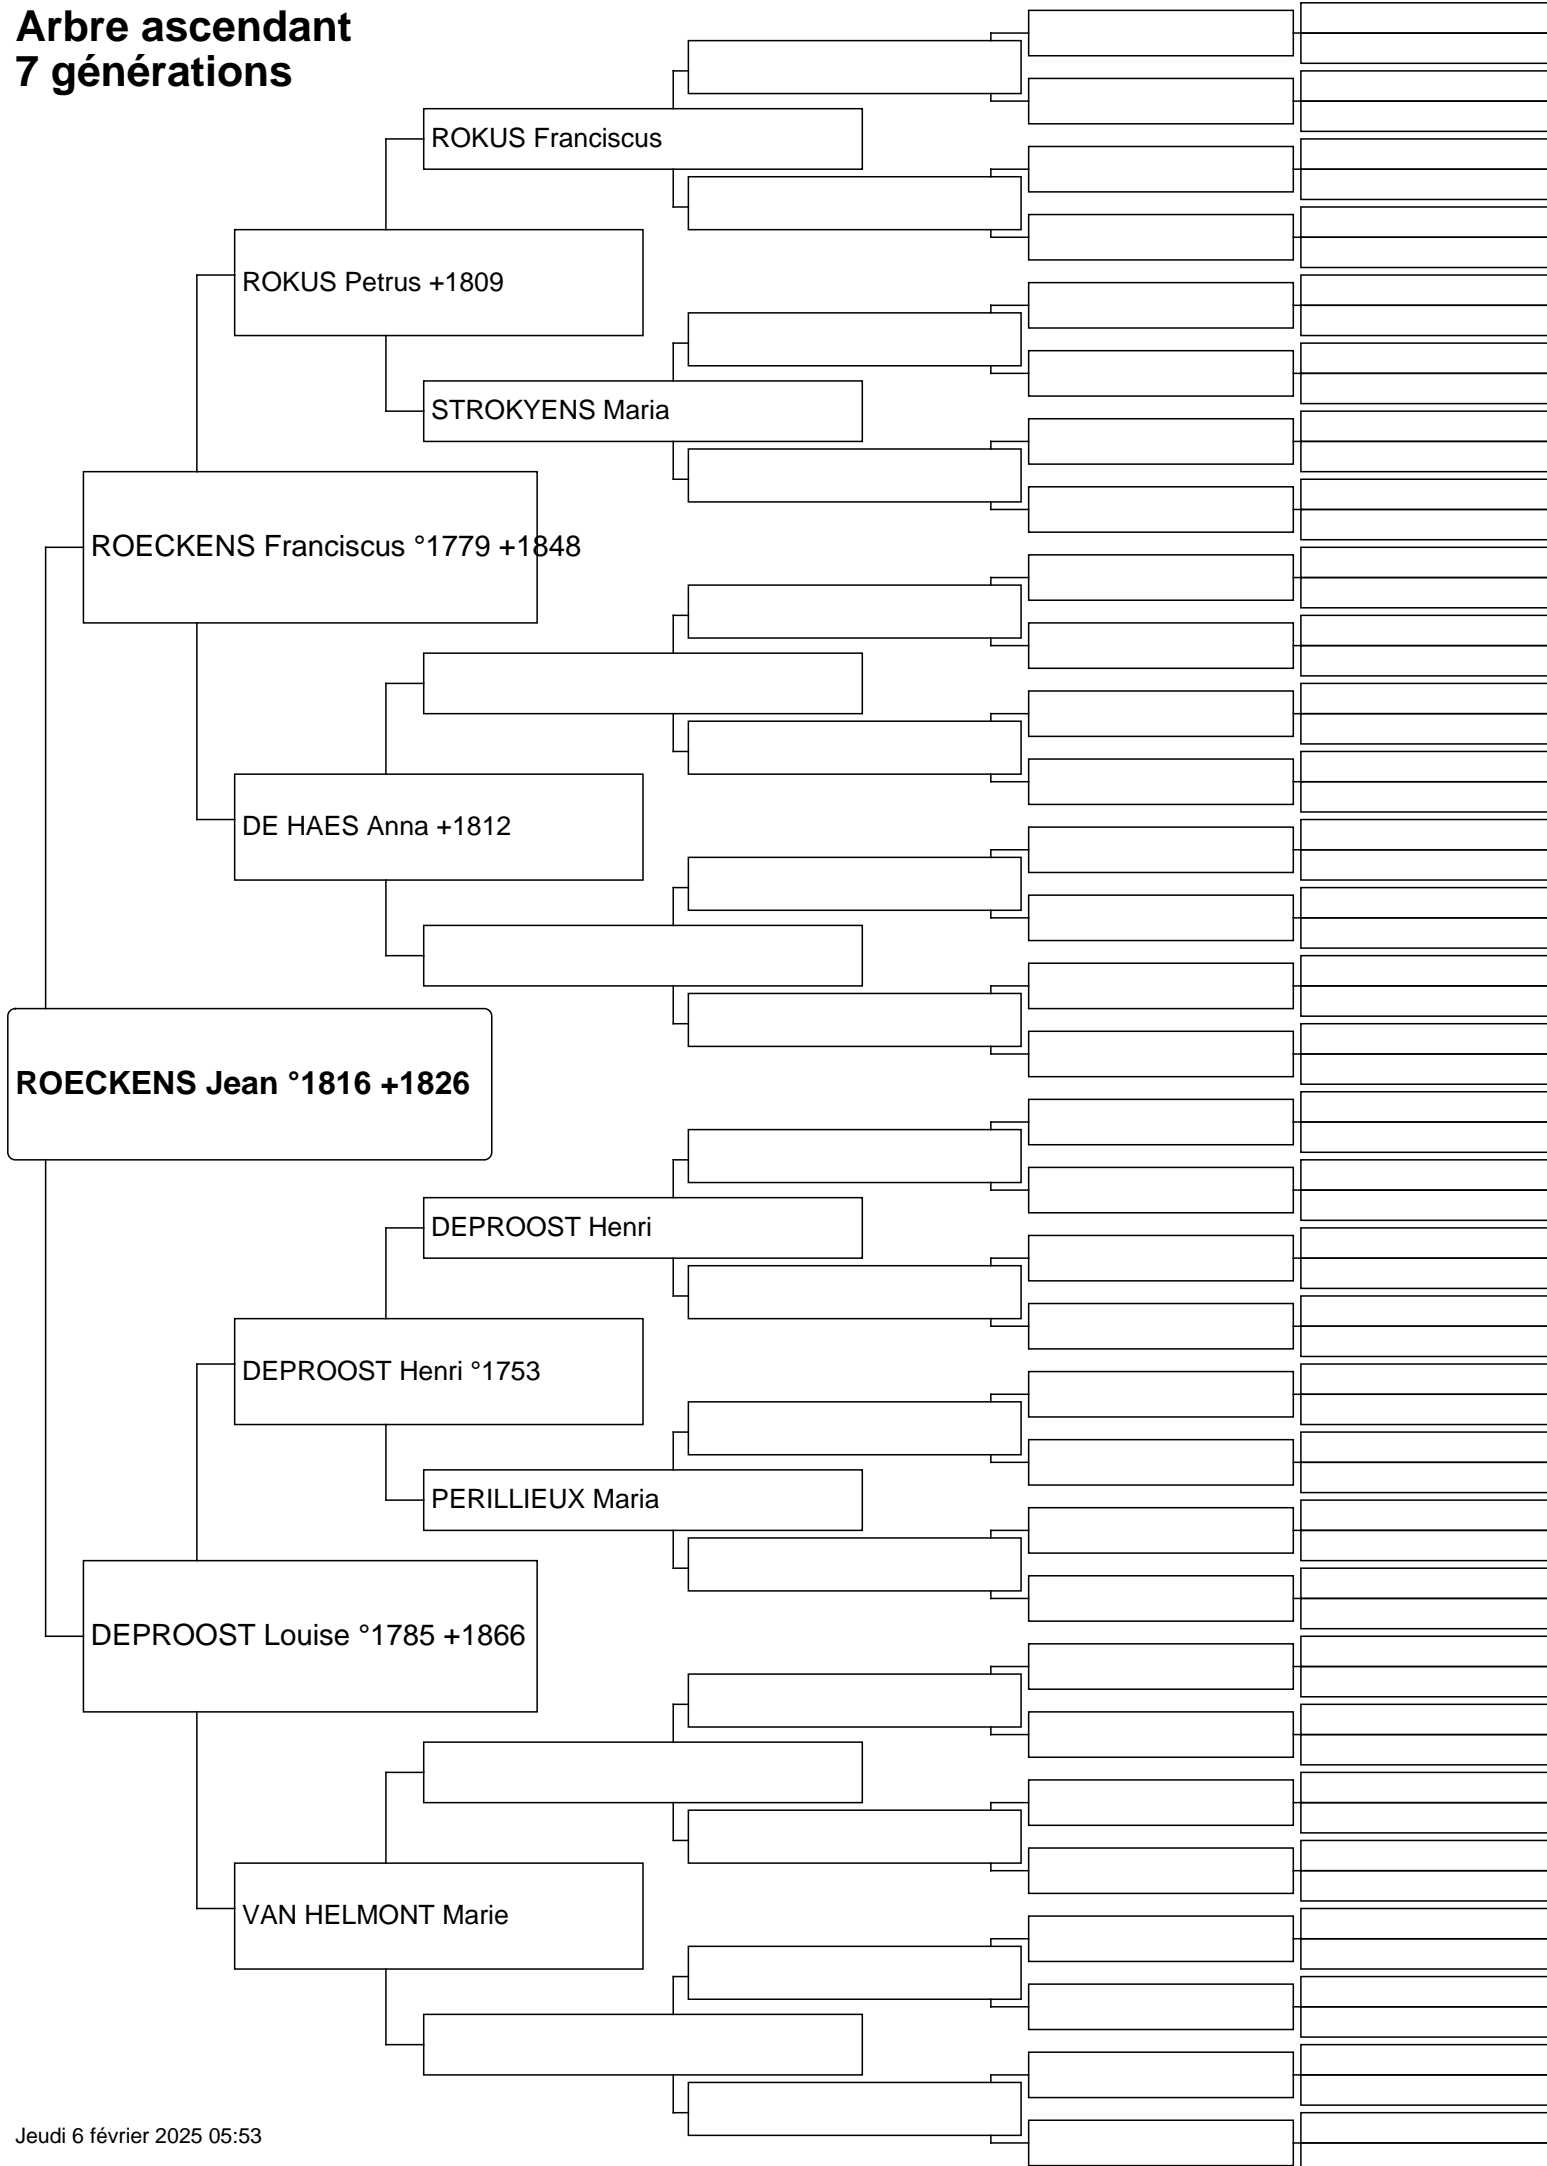 Arbre ascendant
7 générations
ROKUS Franciscus
ROKUS Petrus +1809
STROKYENS Maria
ROECKENS Franciscus °1779 +1848
DE HAES Anna +1812
ROECKENS Jean °1816 +1826
DEPROOST Henri
DEPROOST Henri °1753
PERILLIEUX Maria
DEPROOST Louise °1785 +1866
VAN HELMONT Marie
Jeudi 6 février 2025 05:53